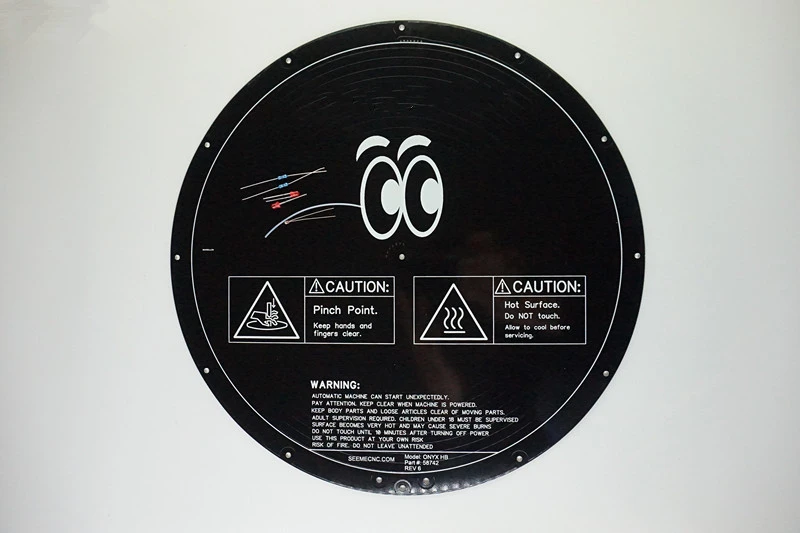 CAUTION:
Pinch Point.
Keep hands and
fingers clear.
CAUTION:
Hot Surface.
Do NOT touch.
Allow to cool before
servicing.
WARNING:
AUTOMATIC MACHINE CAN START UNEXPECTEDLY.
PAY ATTENTION. KEEP CLEAR WHEN MACHINE IS POWERED.
KEEP BODY PARTS AND LOOSE ARTICLES CLEAR OF MOVING PARTS.
ADULT SUPERVISION REQUIRED. CHILDREN UNDER 18 MUST BE SUPERVISED
SURFACE BECOMES VERY HOT AND MAY CAUSE SEVERE BURNS
DO NOT TOUCH UNTIL 10 MINUTES AFTER TURNING OFF POWER
USE THIS PRODUCT AT YOUR OWN RISK
RISK OF FIRE. DO NOT LEAVE UNATTENDED
SEEMECNC.COM
Model: ONYX HB
Part #: 58742
REV 6